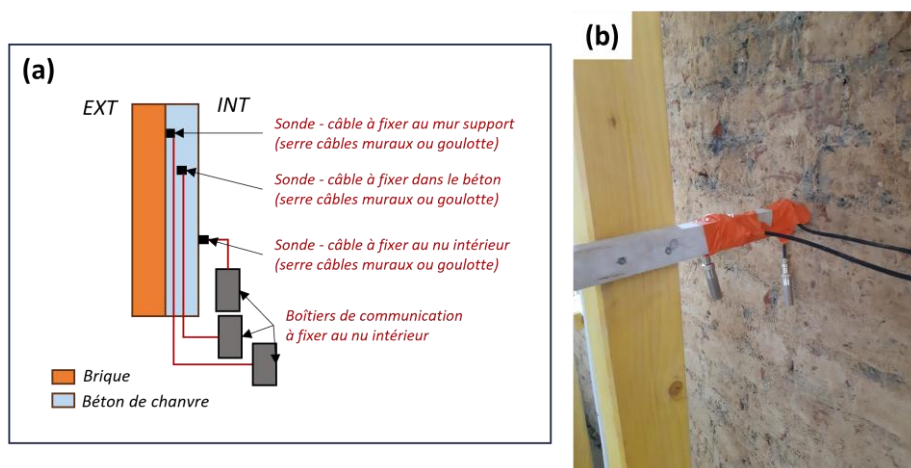 (a)
EXT
INT
Sonde - câble à fixer au mur support
(serre câbles muraux ou goulotte)
Sonde - câble à fixer dans le béton
(serre câbles muraux ou goulotte)
Sonde - câble à fixer au nu intérieur
(serre câbles muraux ou goulotte)
Boîtiers de communication
à fixer au nu intérieur
Brique
Béton de chanvre
(b)